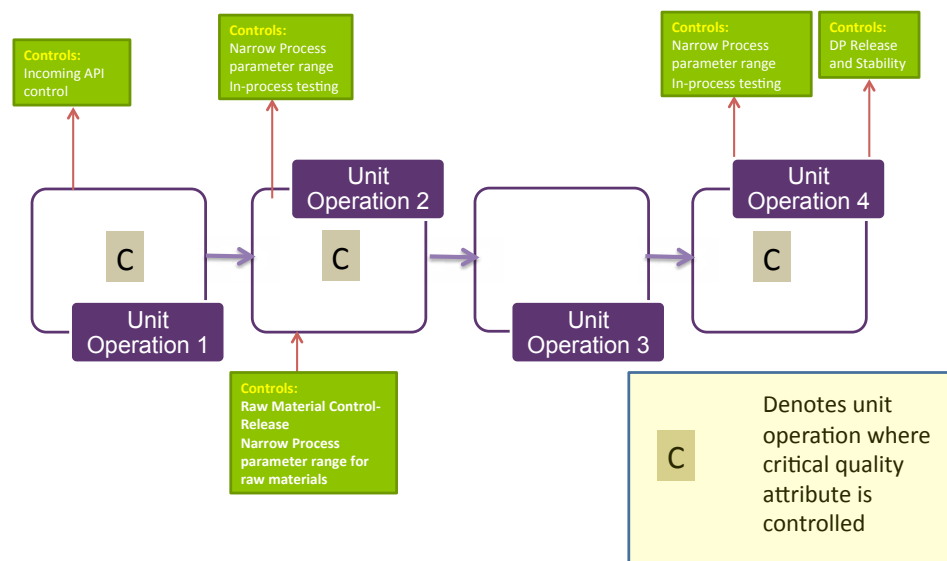 Controls:
Incoming API
control
Controls:
Narrow Process
parameter range
In-process testing
Controls:
Narrow Process
parameter range
In-process testing
Controls:
DP Release
and Stability
C
Unit
Operation 1
Unit
Operation 2
C
Unit
Operation 3
Unit
Operation 4
C
Controls:
Raw Material Control-
Release
Narrow Process
parameter range for
raw materials
C
Denotes unit
operation where
critical quality
attribute is
controlled